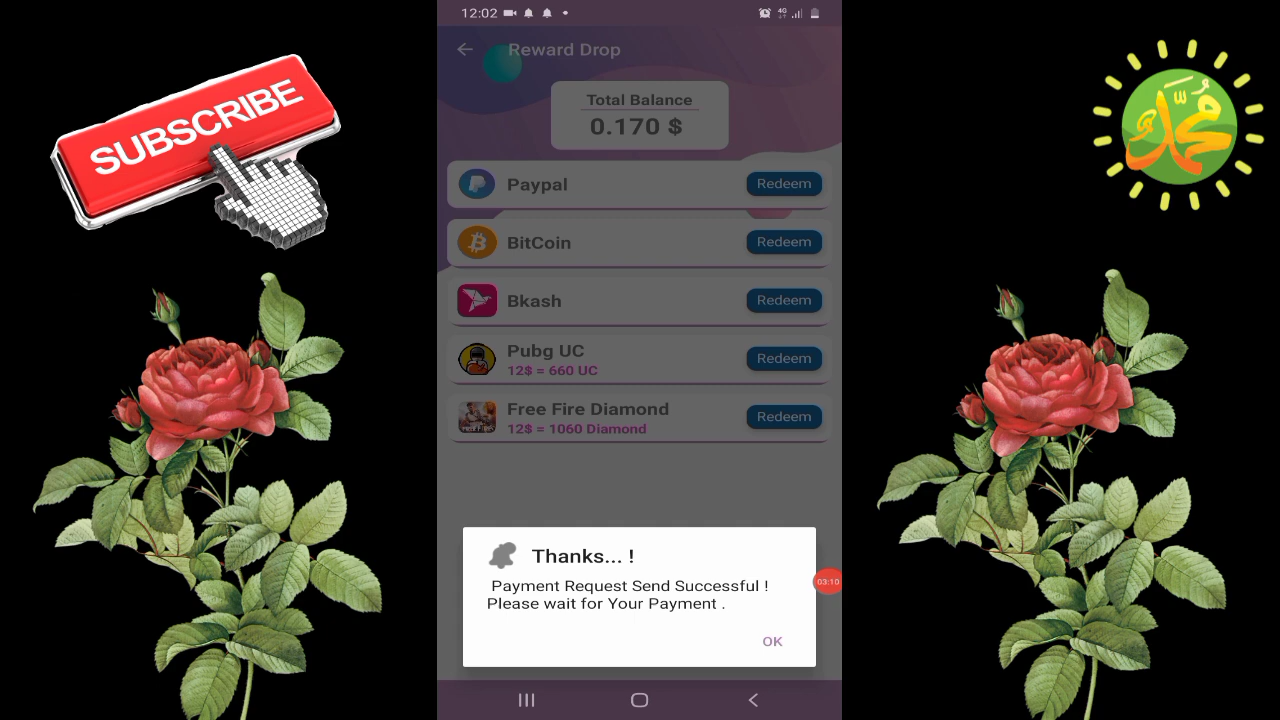 SUBSCRIBE
محمد
12:02
4G
Reward Drop
Total Balance
0.170 $
Paypal
Redeem
BitCoin
Redeem
Bkash
Redeem
Pubg UC
12$ = 660 UC
Redeem
Free Fire Diamond
12$ = 1060 Diamond
Redeem
Thanks... !
Payment Request Send Successful !
Please wait for Your Payment .
OK
03:10